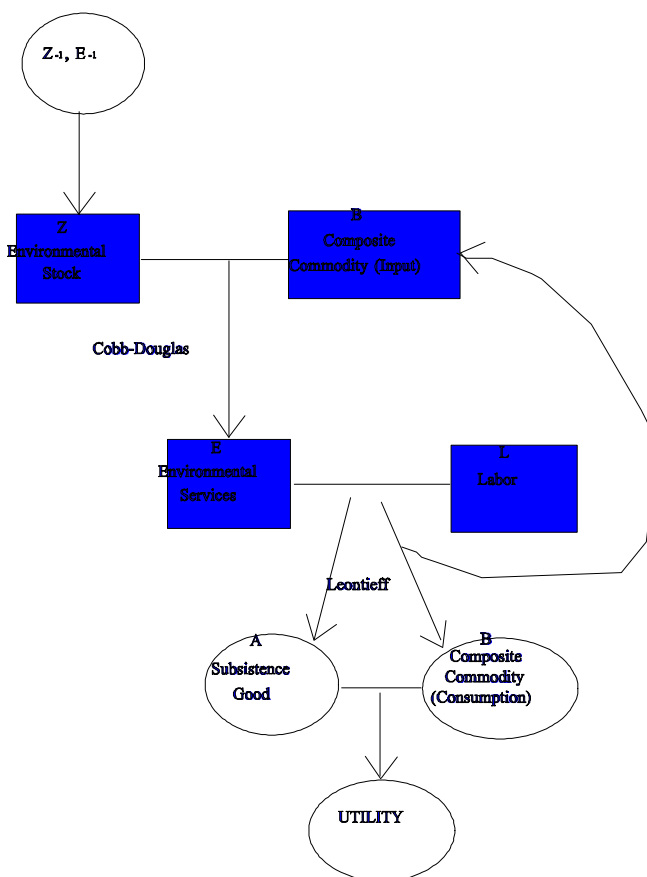 Z-1, E-1
Z
Environmental
Stock
B
Composite
Commodity (Input)
Cobb-Douglas
E
Environmental
Services
L
Labor
Leontieff
A
Subsistence
Good
B
Composite
Commodity
(Consumption)
UTILITY